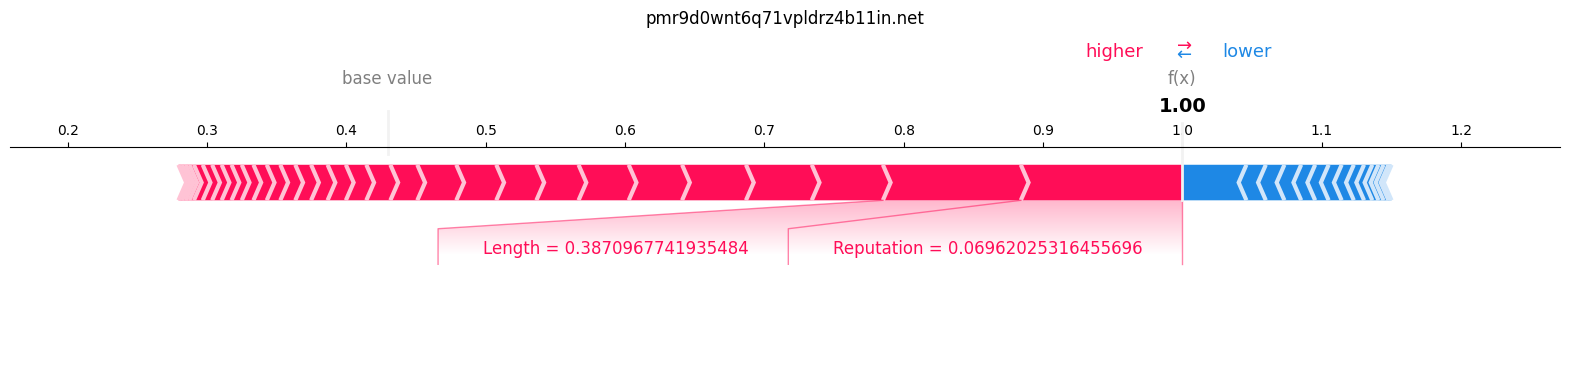 pmr9d0wnt6q71vpldrz4b11in.net
higher ⇄ lower
base value f(x)
1.00
0.2 0.3 0.4 0.5 0.6 0.7 0.8 0.9 1 0 1.1 1.2
Length = 0.3870967741935484 Reputation = 0.06962025316455696